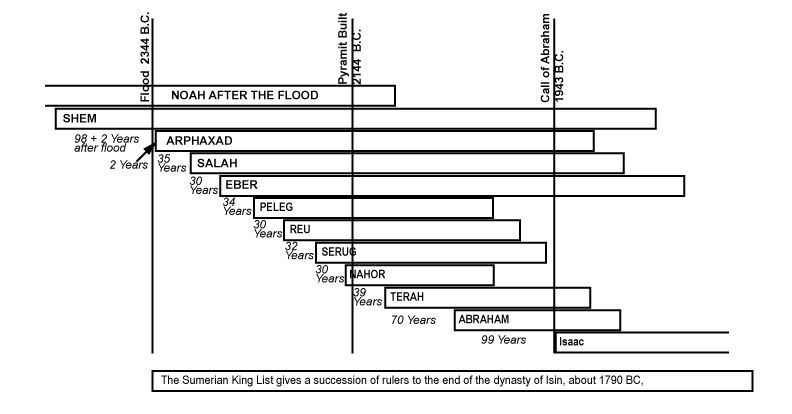 Flood 2344 B.C.
Pyramit Built
2144 B.C.
Call of Abraham
1943 B.C.
NOAH AFTER THE FLOOD
SHEM
98 + 2 Years
after flood
ARPHAXAD
2 Years
35
Years
SALAH
30
Years
EBER
34
Years
PELEG
30
Years
REU
32
Years
SERUG
30
Years
NAHOR
39
Years
TERAH
70 Years
ABRAHAM
99 Years
Isaac
The Sumerian King List gives a succession of rulers to the end of the dynasty of Isin, about 1790 BC,